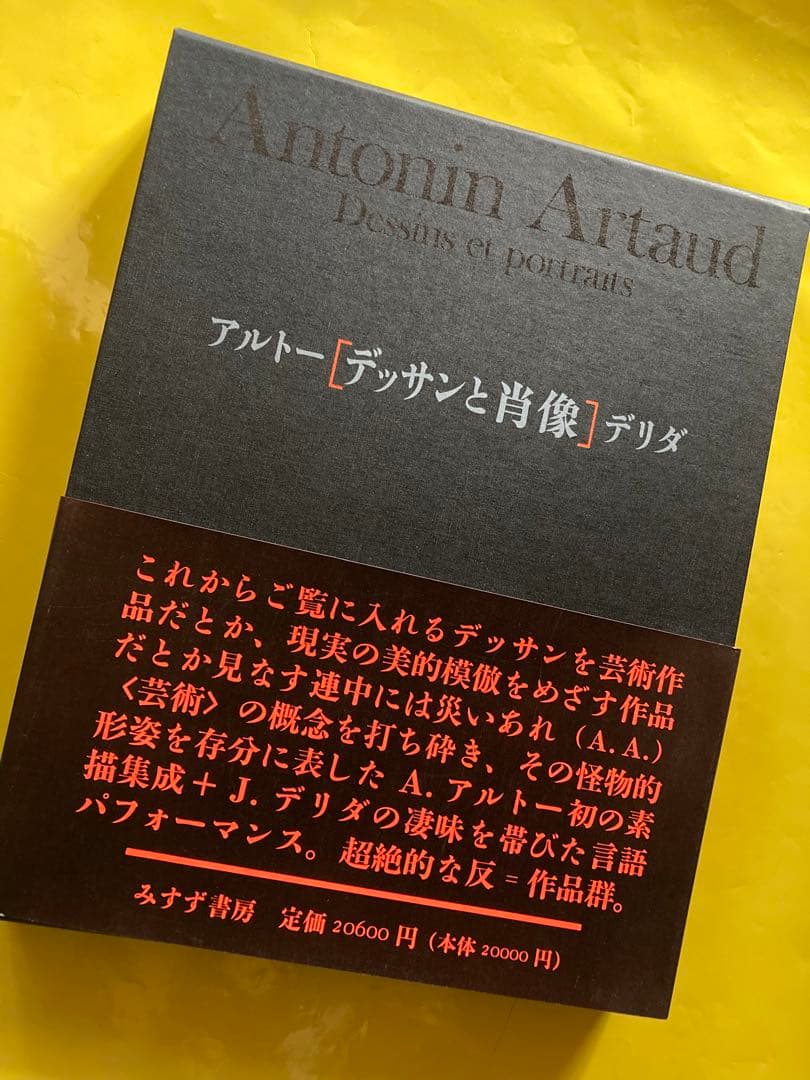 Antonin Artaud
Dessins et portraits
アルトー[デッサンと肖像]デリダ
これからご覧に入れるデッサンを芸術作
品だとか、現実の美的模倣をめざす作品
だとか見なす連中には災いあれ(A.A.)
〈芸術〉の概念を打ち砕き、その怪物的
形姿を存分に表した A. アルトー初の素
描集成+J. デリダの凄味を帯びた言語
パフォーマンス。超絶的な反=作品群。
みすず書房 定価20600円(本体20000円)